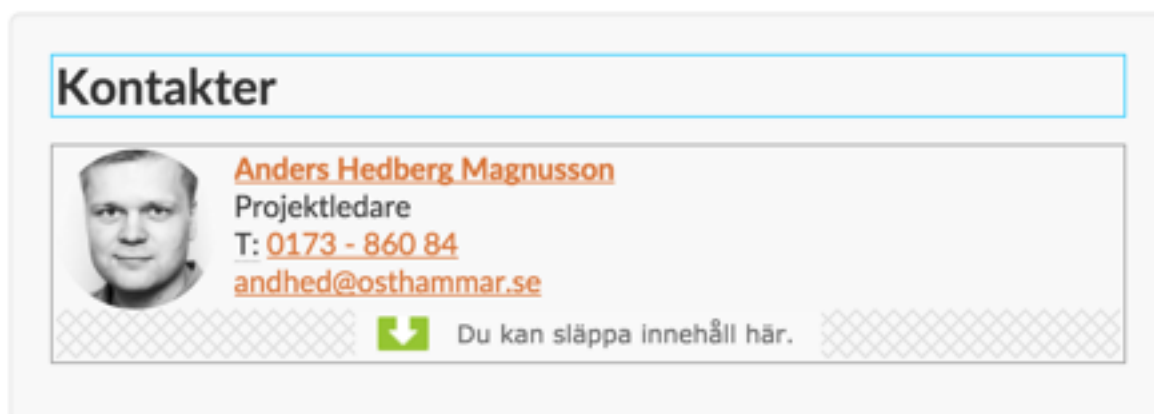 Kontakter
Anders Hedberg Magnusson
Projektledare
T: 0173 - 860 84
andhed@osthammar.se
Du kan släppa innehåll här.